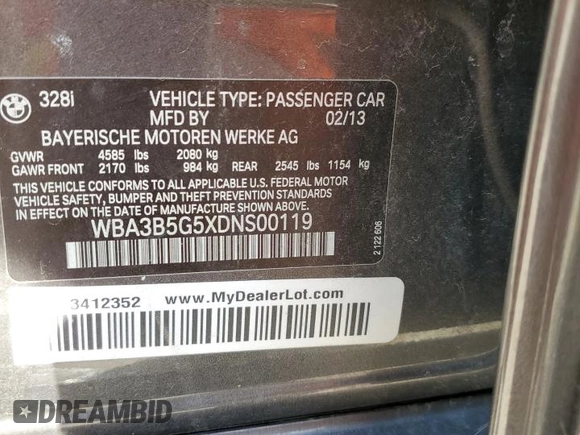 BMW
328i VEHICLE TYPE: PASSENGER CAR
MFD BY 02/13
BAYERISCHE MOTOREN WERKE AG
GVWR 4585 lbs 2080 kg
GAWR FRONT 2170 lbs 984 kg REAR 2545 lbs 1154 kg
THIS VEHICLE CONFORMS TO ALL APPLICABLE U.S. FEDERAL MOTOR
VEHICLE SAFETY, BUMPER AND THEFT PREVENTION STANDARDS
IN EFFECT ON THE DATE OF MANUFACTURE SHOWN ABOVE.
WBA3B5G5XDNS00119
2 122 606
3412352 www.MyDealerLot.com
DREAMBID